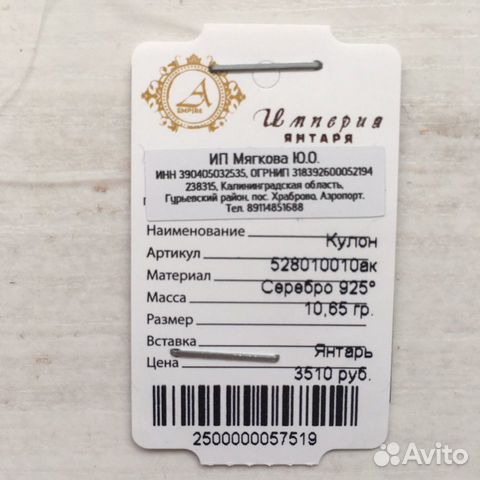 A
EMPIRE
Империя
ЯНТАРЯ
ИП Мягкова Ю.О.
ИНН 390405032535, ОГРНИП 318392600052194
238315, Калининградская область,
Гурьевский район, пос. Храброво, Аэропорт.
Тел. 89114851688
Наименование Кулон
Артикул 528010010ак
Материал Серебро 925°
Масса 10,65 гр.
Размер
Вставка Янтарь
Цена 3510 руб.
2500000057519
Avito